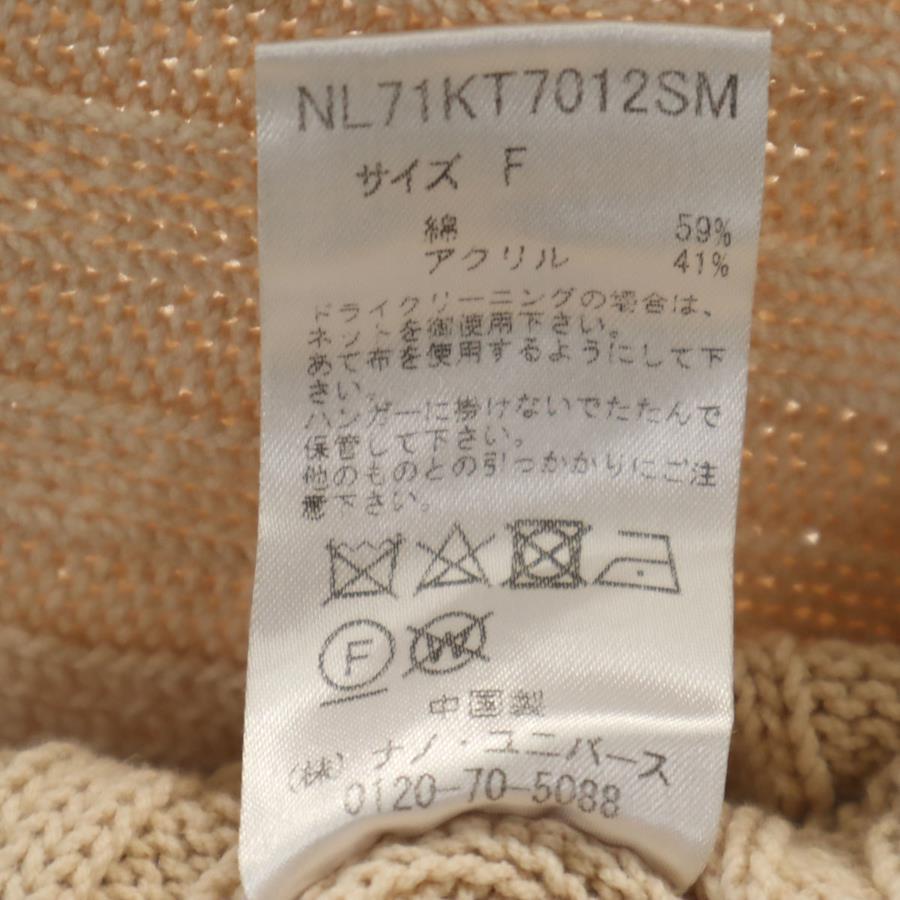 NL71KT7012SM
サイズ F
綿 59%
アクリル 41%
ドライクリーニングの場合は、
ネットを御使用下さい。
あて布を使用するようにして下
さい。
ハンガーに掛けないでたたんで
保管して下さい。
他のものとの引っかかりにご注
意下さい。
F W
中国製
(株)ナノ・ユニバース
0120-70-5088